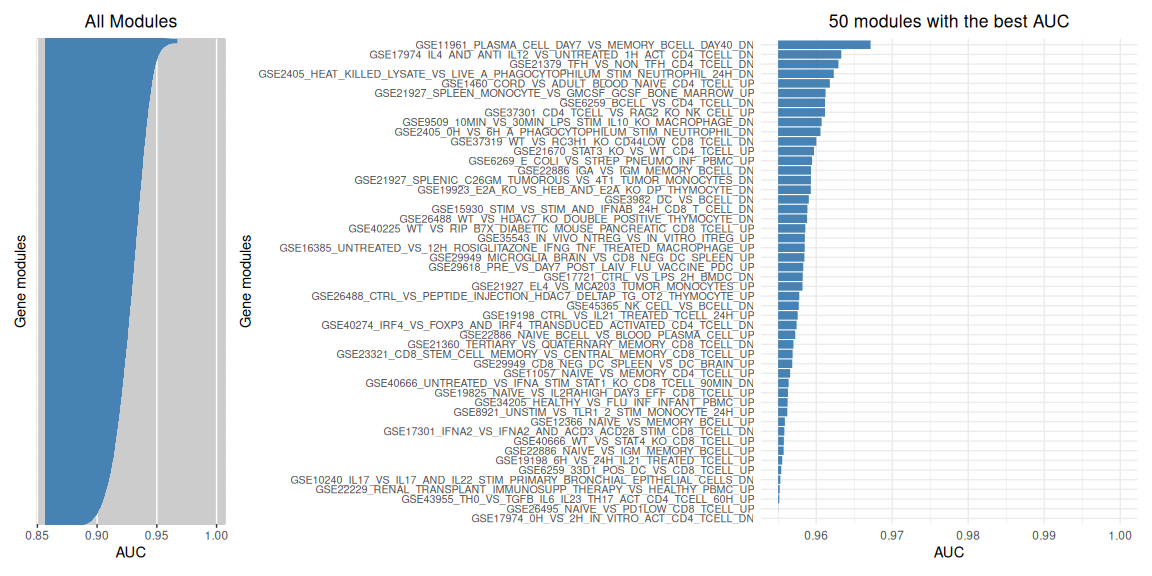 All Modules
Gene modules
0.85 0.90 0.95 1.00
AUC
50 modules with the best AUC
Gene modules
GSE11961_PLASMA_CELL_DAY7_VS_MEMORY_BCELL_DAY40_DN
GSE17974_IL4_AND_ANTI_IL12_VS_UNTREATED_1H_ACT_CD4_TCELL_DN
GSE21379_TFH_VS_NON_TFH_CD4_TCELL_DN
GSE2405_HEAT_KILLED_LYSATE_VS_LIVE_A_PHAGOCYTOPHILUM_STIM_NEUTROPHIL_24H_DN
GSE1460_CORD_VS_ADULT_BLOOD_NAIVE_CD4_TCELL_UP
GSE21927_SPLEEN_MONOCYTE_VS_GMCSF_GCSF_BONE_MARROW_UP
GSE6259_BCELL_VS_CD4_TCELL_DN
GSE37301_CD4_TCELL_VS_RAG2_KO_NK_CELL_UP
GSE9509_10MIN_VS_30MIN_LPS_STIM_IL10_KO_MACROPHAGE_DN
GSE2405_0H_VS_6H_A_PHAGOCYTOPHILUM_STIM_NEUTROPHIL_DN
GSE37319_WT_VS_RC3H1_KO_CD44LOW_CD8_TCELL_DN
GSE21670_STAT3_KO_VS_WT_CD4_TCELL_UP
GSE6269_E_COLI_VS_STREP_PNEUMO_INF_PBMC_UP
GSE22886_IGA_VS_IGM_MEMORY_BCELL_DN
GSE21927_SPLENIC_C26GM_TUMOROUS_VS_4T1_TUMOR_MONOCYTES_DN
GSE19923_E2A_KO_VS_HEB_AND_E2A_KO_DP_THYMOCYTE_DN
GSE3982_DC_VS_BCELL_DN
GSE15930_STIM_VS_STIM_AND_IFNAB_24H_CD8_T_CELL_DN
GSE26488_WT_VS_HDAC7_KO_DOUBLE_POSITIVE_THYMOCYTE_DN
GSE40225_WT_VS_RIP_B7X_DIABETIC_MOUSE_PANCREATIC_CD8_TCELL_UP
GSE35543_IN_VIVO_NTREG_VS_IN_VITRO_ITREG_UP
GSE16385_UNTREATED_VS_12H_ROSIGLITAZONE_IFNG_TNF_TREATED_MACROPHAGE_UP
GSE29949_MICROGLIA_BRAIN_VS_CD8_NEG_DC_SPLEEN_UP
GSE29618_PRE_VS_DAY7_POST_LAIV_FLU_VACCINE_PDC_UP
GSE17721_CTRL_VS_LPS_2H_BMDC_DN
GSE21927_EL4_VS_MCA203_TUMOR_MONOCYTES_UP
GSE26488_CTRL_VS_PEPTIDE_INJECTION_HDAC7_DELTAP_TG_OT2_THYMOCYTE_UP
GSE45365_NK_CELL_VS_BCELL_DN
GSE19198_CTRL_VS_IL21_TREATED_TCELL_24H_UP
GSE40274_IRF4_VS_FOXP3_AND_IRF4_TRANSDUCED_ACTIVATED_CD4_TCELL_DN
GSE22886_NAIVE_BCELL_VS_BLOOD_PLASMA_CELL_UP
GSE21360_TERTIARY_VS_QUATERNARY_MEMORY_CD8_TCELL_DN
GSE23321_CD8_STEM_CELL_MEMORY_VS_CENTRAL_MEMORY_CD8_TCELL_UP
GSE29949_CD8_NEG_DC_SPLEEN_VS_DC_BRAIN_UP
GSE11057_NAIVE_VS_MEMORY_CD4_TCELL_UP
GSE40666_UNTREATED_VS_IFNA_STIM_STAT1_KO_CD8_TCELL_90MIN_DN
GSE19825_NAIVE_VS_IL2RAHIGH_DAY3_EFF_CD8_TCELL_UP
GSE34205_HEALTHY_VS_FLU_INF_INFANT_PBMC_UP
GSE8921_UNSTIM_VS_TLR1_2_STIM_MONOCYTE_24H_UP
GSE12366_NAIVE_VS_MEMORY_BCELL_UP
GSE17301_IFNA2_VS_IFNA2_AND_ACD3_ACD28_STIM_CD8_TCELL_DN
GSE40666_WT_VS_STAT4_KO_CD8_TCELL_UP
GSE22886_NAIVE_VS_IGM_MEMORY_BCELL_UP
GSE19198_6H_VS_24H_IL21_TREATED_TCELL_UP
GSE6259_33D1_POS_DC_VS_CD8_TCELL_UP
GSE10240_IL17_VS_IL17_AND_IL22_STIM_PRIMARY_BRONCHIAL_EPITHELIAL_CELLS_DN
GSE22229_RENAL_TRANSPLANT_IMMUNOSUPP_THERAPY_VS_HEALTHY_PBMC_UP
GSE43955_TH0_VS_TGFB_IL6_IL23_TH17_ACT_CD4_TCELL_60H_UP
GSE26495_NAIVE_VS_PD1LOW_CD8_TCELL_UP
GSE17974_0H_VS_2H_IN_VITRO_ACT_CD4_TCELL_DN
0.96 0.97 0.98 0.99 1.00
AUC